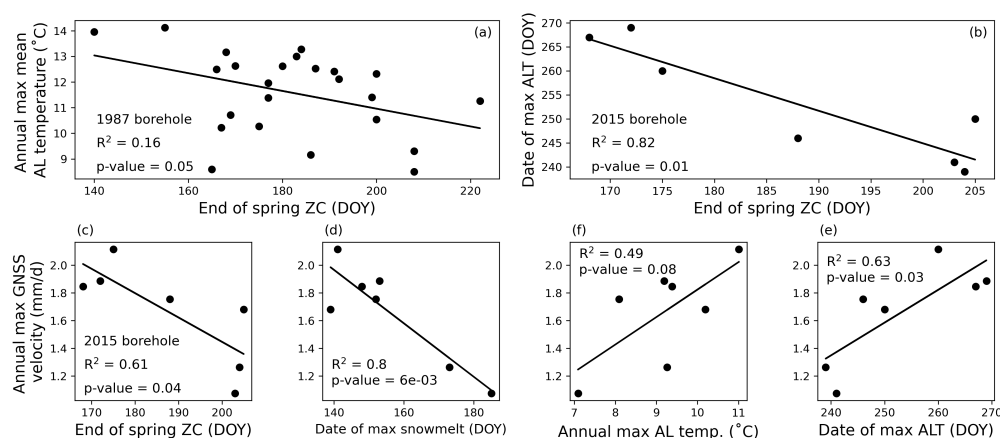 (a)
Annual max mean
AL temperature (˚C)
14
13
12
11
10
9
1987 borehole
R² = 0.16
p-value = 0.05
140
160
180
200
220
End of spring ZC (DOY)
(b)
Date of max ALT (DOY)
270
265
260
255
250
245
240
2015 borehole
R² = 0.82
p-value = 0.01
170
175
180
185
190
195
200
205
End of spring ZC (DOY)
(c)
Annual max GNSS
velocity (mm/d)
2.0
1.8
1.6
1.4
1.2
2015 borehole
R² = 0.61
p-value = 0.04
170
180
190
200
End of spring ZC (DOY)
(d)
2.0
1.8
1.6
1.4
1.2
R² = 0.8
p-value = 6e-03
140
160
180
Date of max snowmelt (DOY)
(f)
2.0
1.8
1.6
1.4
1.2
R² = 0.49
p-value = 0.08
7
8
9
10
11
Annual max AL temp. (˚C)
(e)
2.0
1.8
1.6
1.4
1.2
R² = 0.63
p-value = 0.03
240
250
260
270
Date of max ALT (DOY)